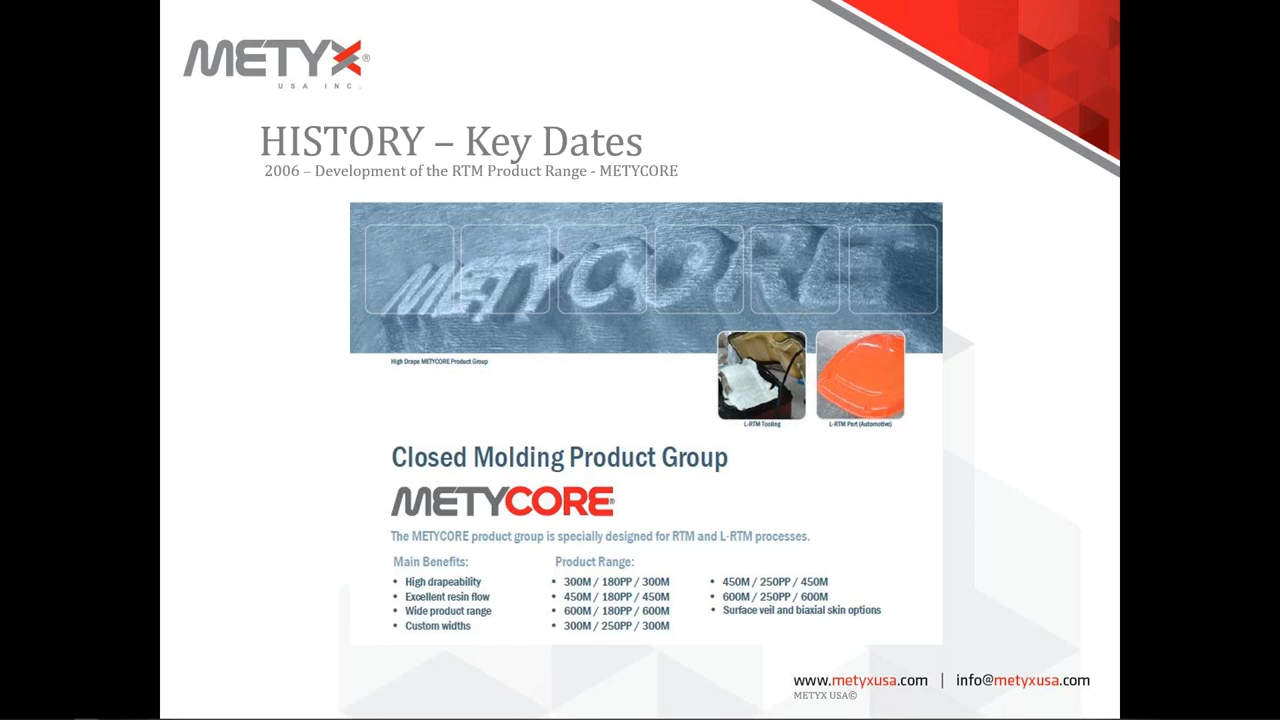 METYX®
USA INC.
HISTORY – Key Dates
2006 – Development of the RTM Product Range - METYCORE
METYCORE
High Drape METYCORE Product Group
L-RTM Tooling
L-RTM Part (Automotive)
Closed Molding Product Group
METYCORE®
The METYCORE product group is specially designed for RTM and L-RTM processes.
Main Benefits:
• High drapeability
• Excellent resin flow
• Wide product range
• Custom widths
Product Range:
• 300M / 180PP / 300M
• 450M / 180PP / 450M
• 600M / 180PP / 600M
• 300M / 250PP / 300M
• 450M / 250PP / 450M
• 600M / 250PP / 600M
• Surface veil and biaxial skin options
www.metyxusa.com | info@metyxusa.com
METYX USA©